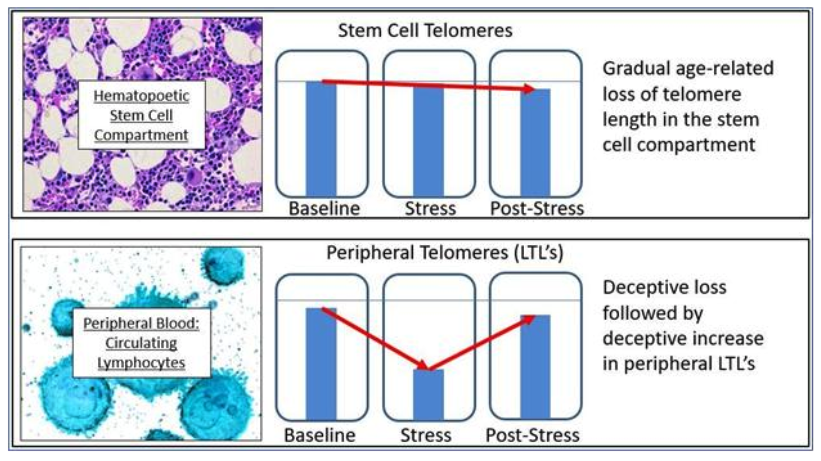 Stem Cell Telomeres
Hematopoetic
Stem Cell
Compartment
Baseline Stress Post-Stress
Gradual age-related
loss of telomere
length in the stem
cell compartment
Peripheral Telomeres (LTL's)
Peripheral Blood:
Circulating
Lymphocytes
Baseline Stress Post-Stress
Deceptive loss
followed by
deceptive increase
in peripheral LTL's